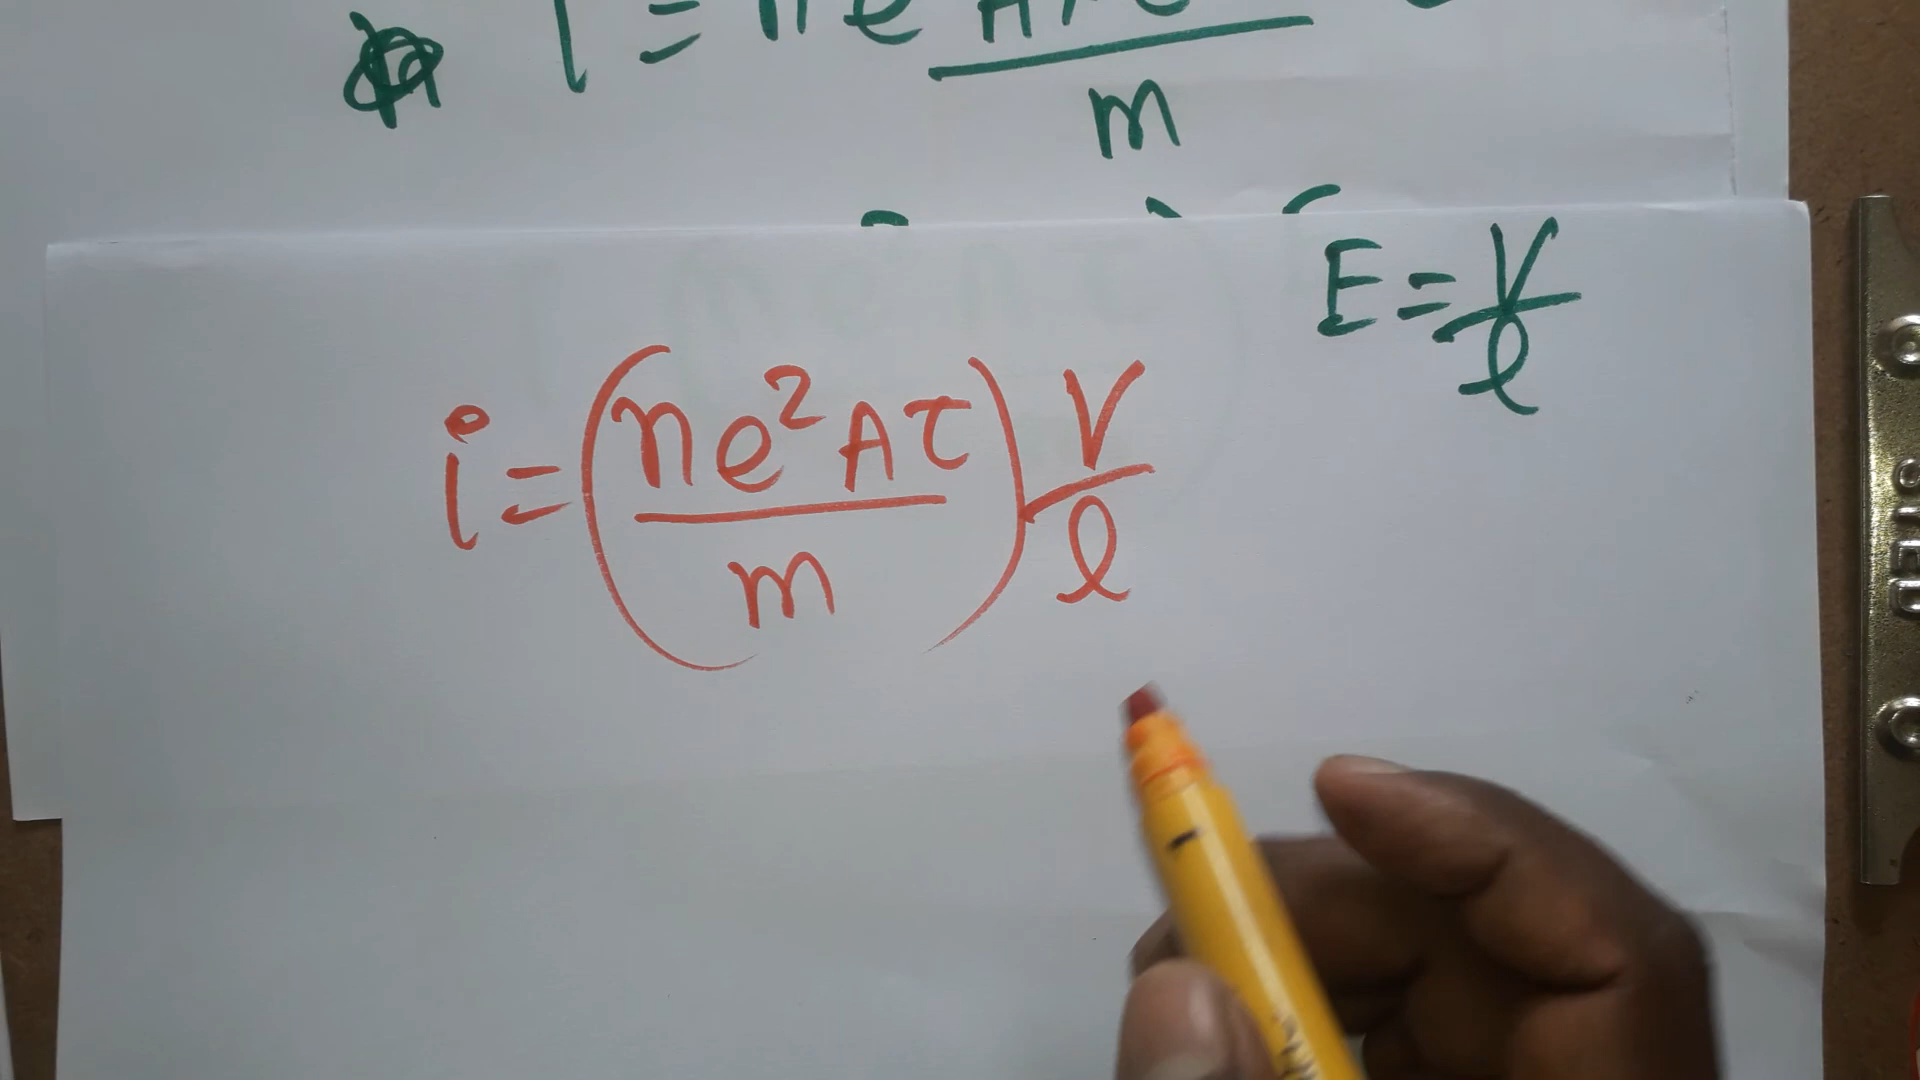 m
E = V/l
i = (ne²Aτ/m) V/l